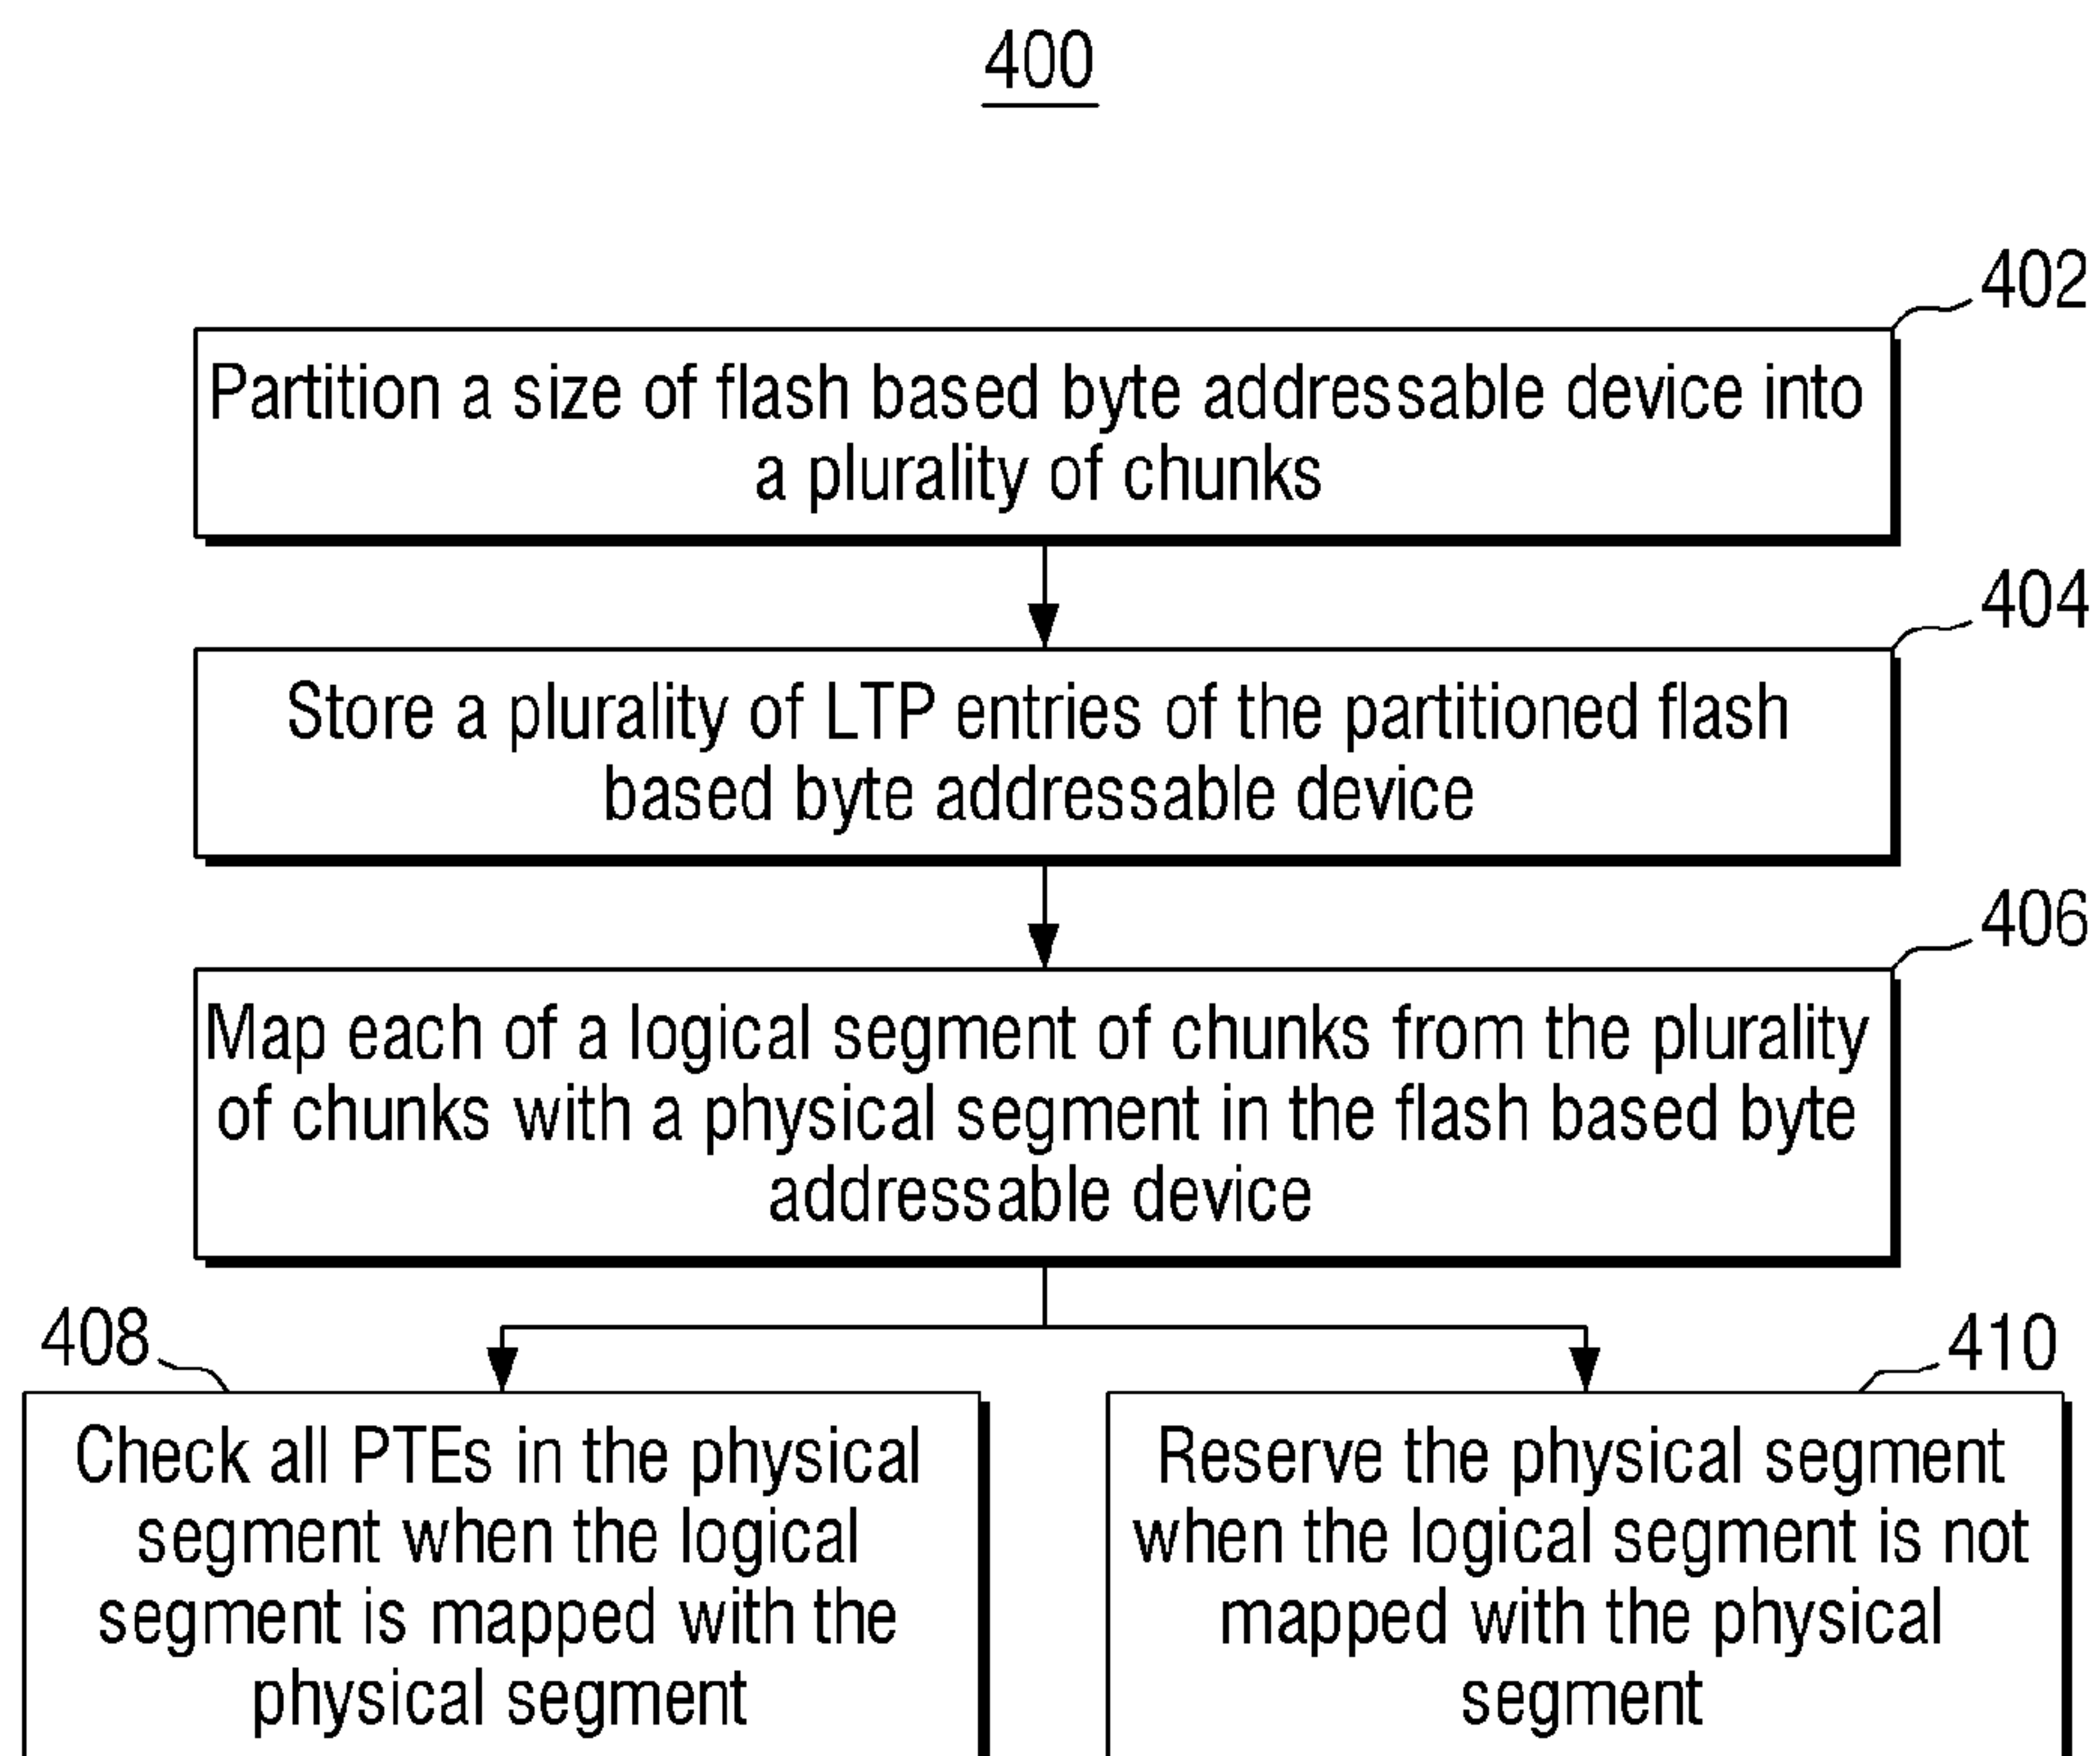 400
402
Partition a size of flash based byte addressable device into
a plurality of chunks
404
Store a plurality of LTP entries of the partitioned flash
based byte addressable device
406
Map each of a logical segment of chunks from the plurality
of chunks with a physical segment in the flash based byte
addressable device
408
Check all PTEs in the physical
segment when the logical
segment is mapped with the
physical segment
410
Reserve the physical segment
when the logical segment is not
mapped with the physical
segment